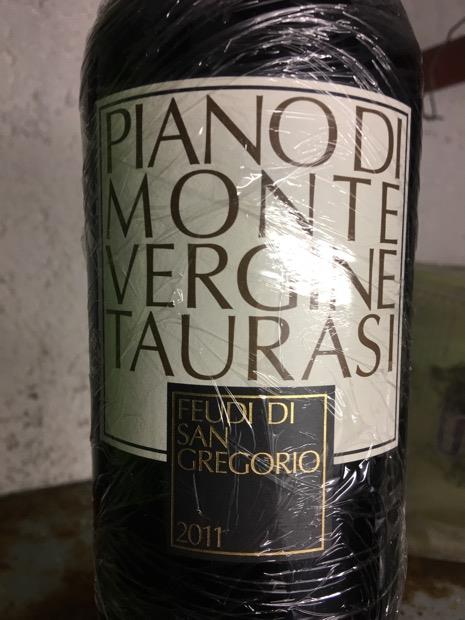 PIANO DI
MONTE
VERGINE
TAURASI
FEUDI DI
SAN
GREGORIO
2011